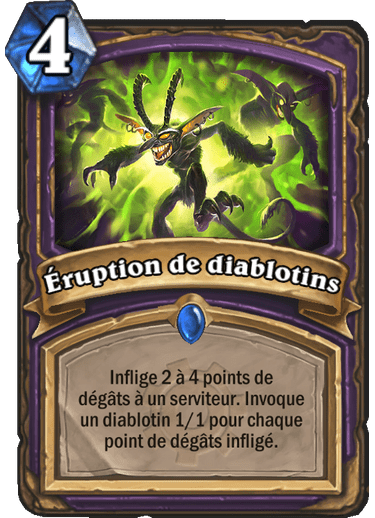 4
Éruption de diablotins
Inflige 2 à 4 points de
dégâts à un serviteur. Invoque
un diablotin 1/1 pour chaque
point de dégâts infligé.